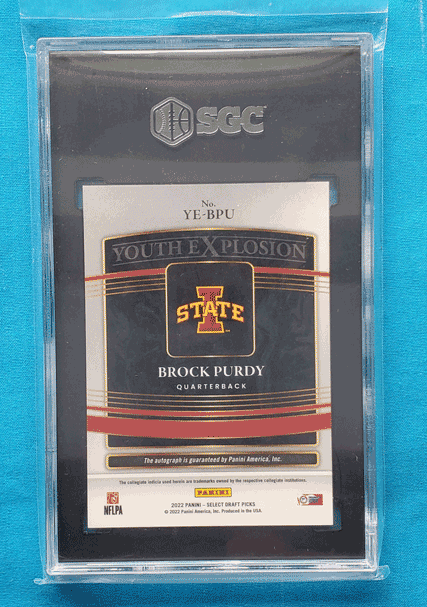 SGC
No.
YE-BPU
YOUTH EXPLOSION
I
STATE
BROCK PURDY
QUARTERBACK
The autograph is guaranteed by Panini America, Inc.
The collegiate indicia used herein are trademarks owned by the respective collegiate institutions.
PANINI
NFLPA
2022 PANINI - SELECT DRAFT PICKS
© 2022 Panini America, Inc. Produced in the USA